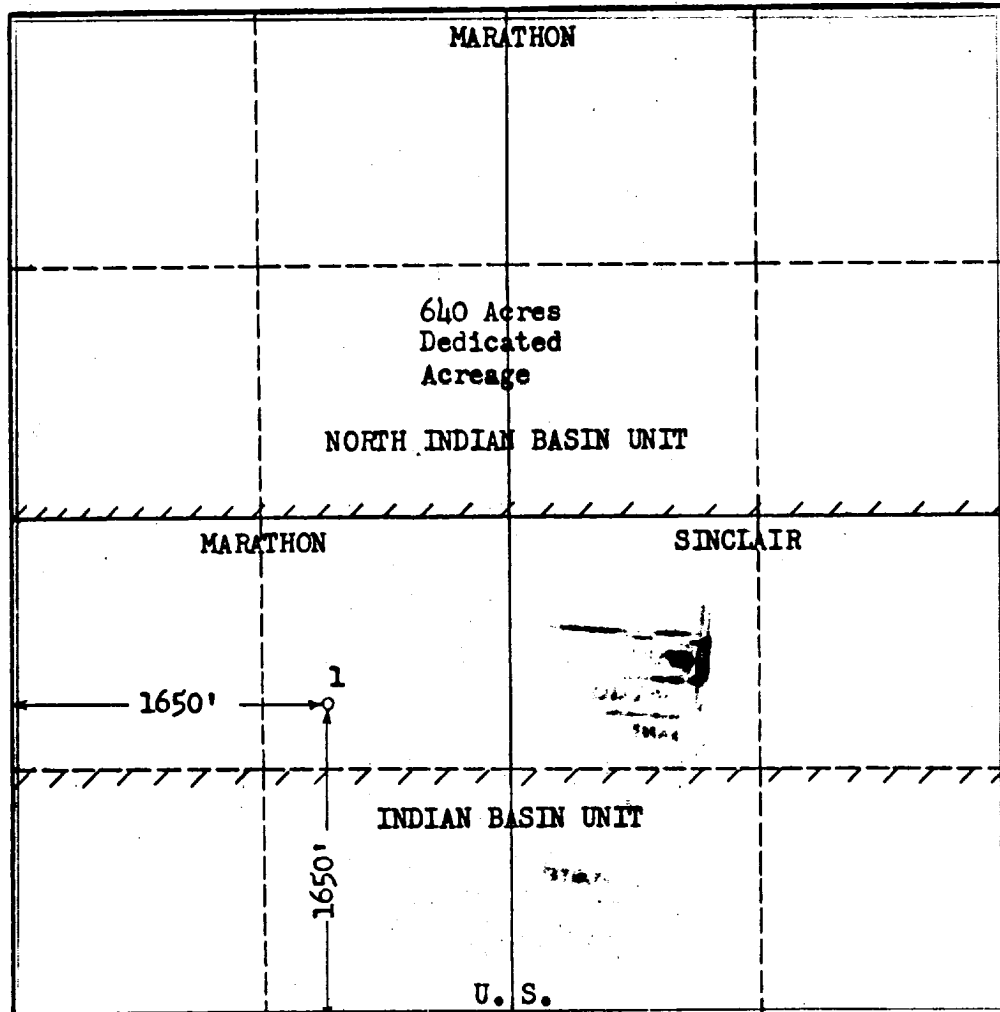 MARATHON
640 Acres
Dedicated
Acreage
NORTH INDIAN BASIN UNIT
MARATHON
SINCLAIR
1
1650'
INDIAN BASIN UNIT
1650'
U. S.